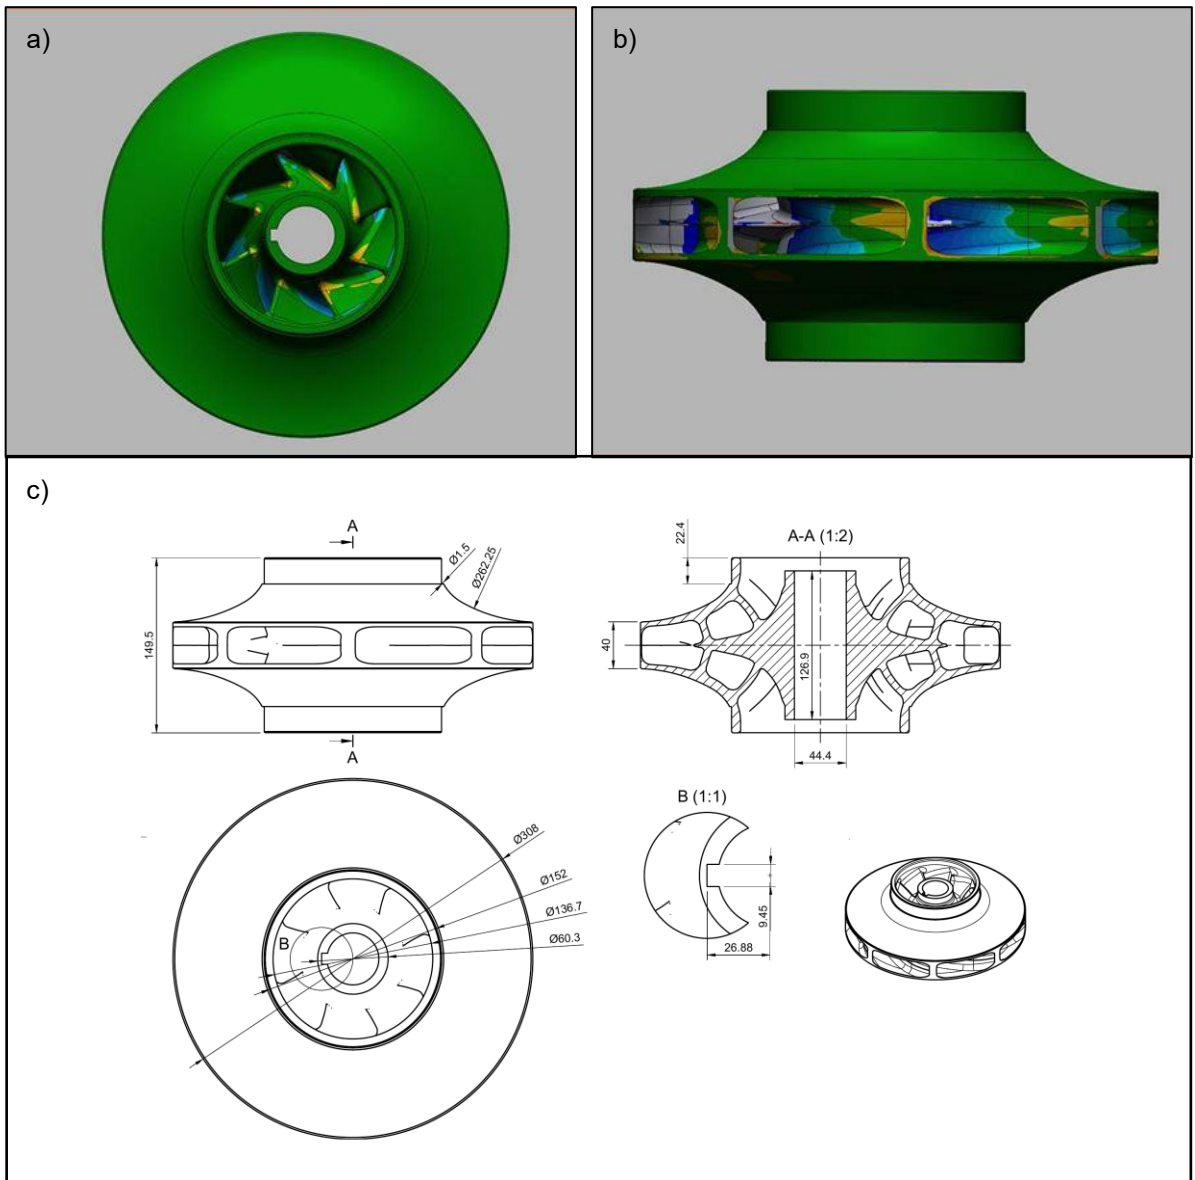 a)
b)
c)
A
Ø1.5
Ø262.25
149.5
A
A-A (1:2)
22.4
40
126.9
44.4
Ø308
Ø152
Ø136.7
Ø60.3
B
B (1:1)
9.45
26.88